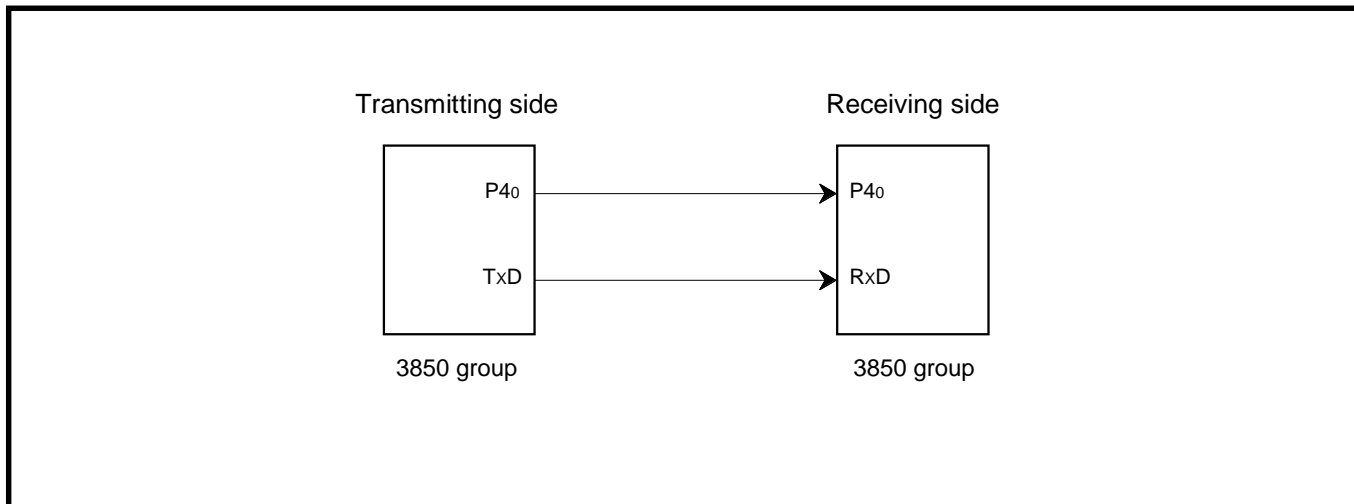 Transmitting side
Receiving side
P40
P40
TxD
RxD
3850 group
3850 group